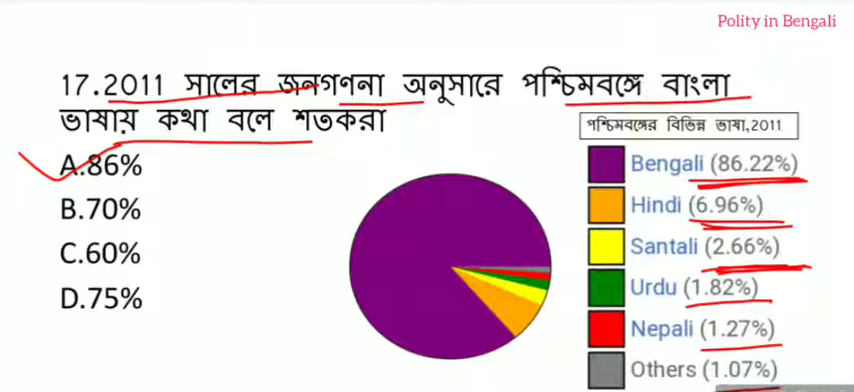 Polity in Bengali
17.2011 সালের জনগণনা অনুসারে পশ্চিমবঙ্গে বাংলা
ভাষায় কথা বলে শতকরা
A.86%
B.70%
C.60%
D.75%
পশ্চিমবঙ্গের বিভিন্ন ভাষা,2011
Bengali (86.22%)
Hindi (6.96%)
Santali (2.66%)
Urdu (1.82%)
Nepali (1.27%)
Others (1.07%)